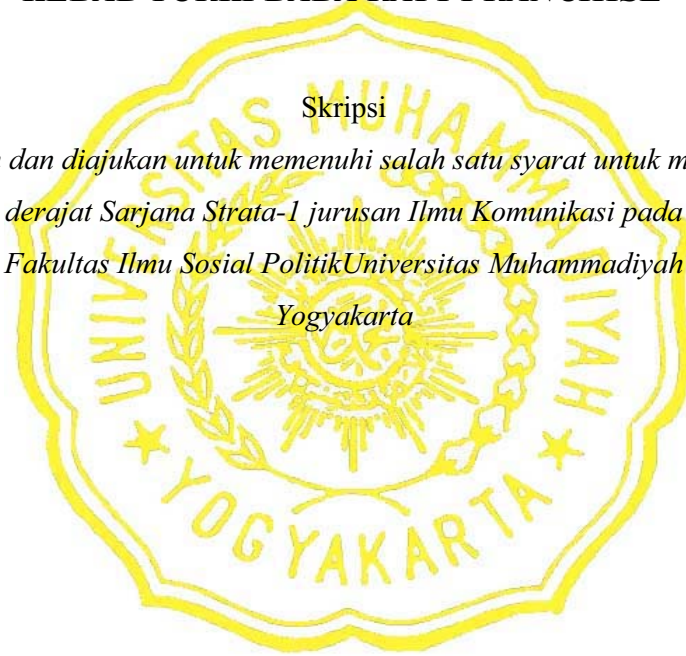 Skripsi
dan diajukan untuk memenuhi salah satu syarat untuk
derajat Sarjana Strata-1 jurusan Ilmu Komunikasi pada
Fakultas Ilmu Sosial PolitikUniversitas Muhammadiyah
Yogyakarta
UNIVERSITAS MUHAMMADIYAH
YOGYAKARTA